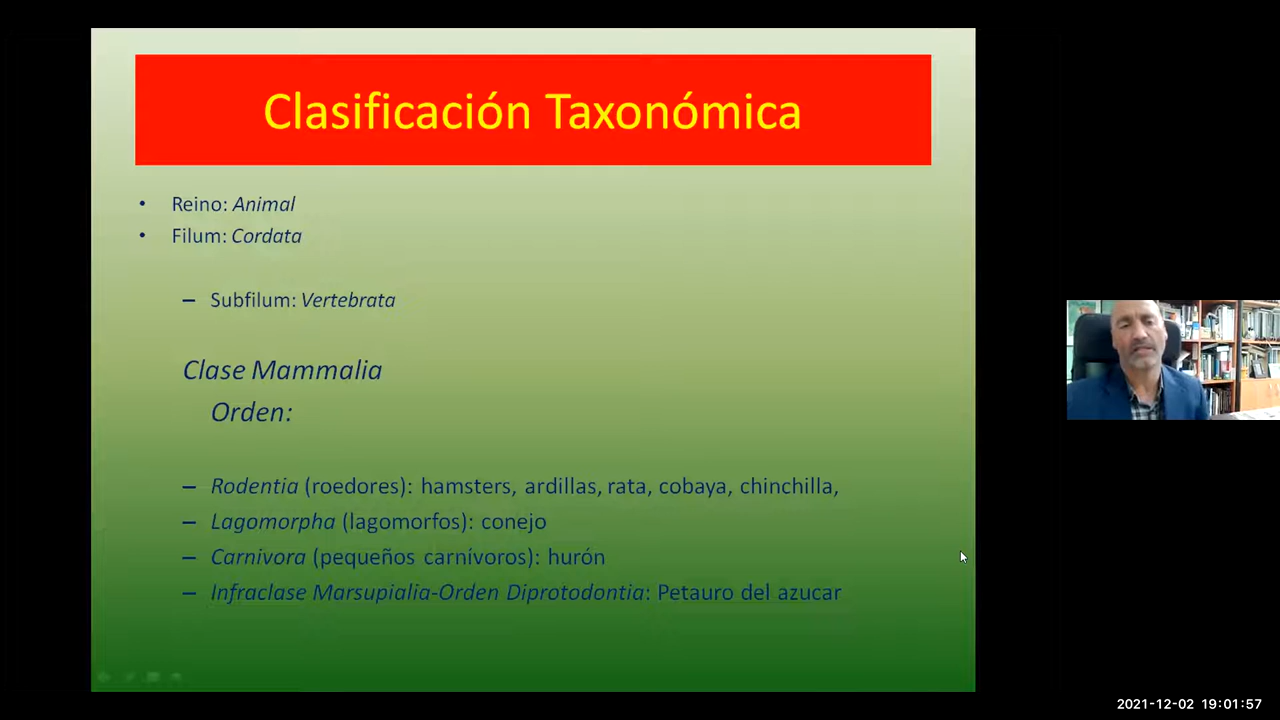 Clasificación Taxonómica
• Reino: Animal
• Filum: Cordata
– Subfilum: Vertebrata
Clase Mammalia
Orden:
– Rodentia (roedores): hamsters, ardillas, rata, cobaya, chinchilla,
– Lagomorpha (lagomorfos): conejo
– Carnivora (pequeños carnívoros): hurón
– Infraclase Marsupialia-Orden Diprotodontia: Petauro del azucar
2021-12-02 19:01:57